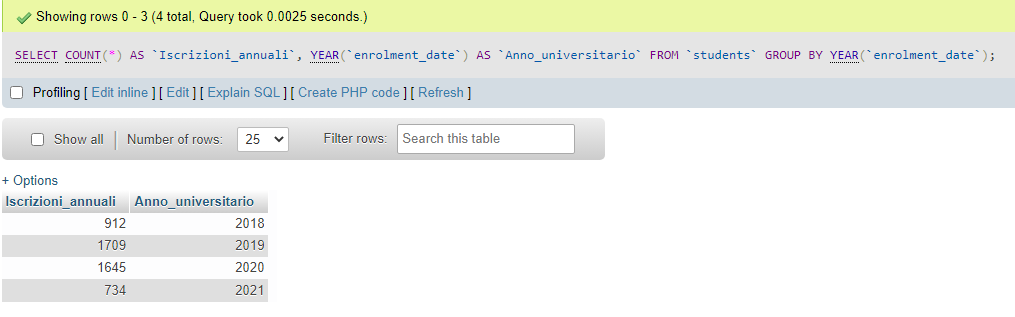 Showing rows 0 - 3 (4 total, Query took 0.0025 seconds.)
SELECT COUNT(*) AS `Iscrizioni_annuali`, YEAR(`enrolment_date`) AS `Anno_universitario` FROM `students` GROUP BY YEAR(`enrolment_date`);
Profiling [ Edit inline ] [ Edit ] [ Explain SQL ] [ Create PHP code ] [ Refresh ]
Show all Number of rows: 25 Filter rows: Search this table
+ Options
Iscrizioni_annuali Anno_universitario
912 2018
1709 2019
1645 2020
734 2021